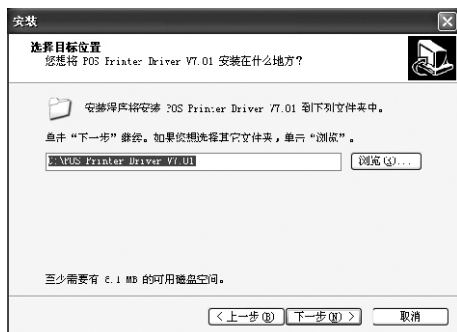 安装
选择目标位置
您想将 POS Printer Driver V7.01 安装在什么地方?
安装程序将安装 POS Printer Driver V7.01 到下列文件夹中。
单击“下一步”继续。如果您想选择其它文件夹，单击“浏览”。
C:\POS Printer Driver V7.01
浏览(R)...
至少需要有 6.1 MB 的可用磁盘空间。
<上一步(B)
下一步(N)>
取消